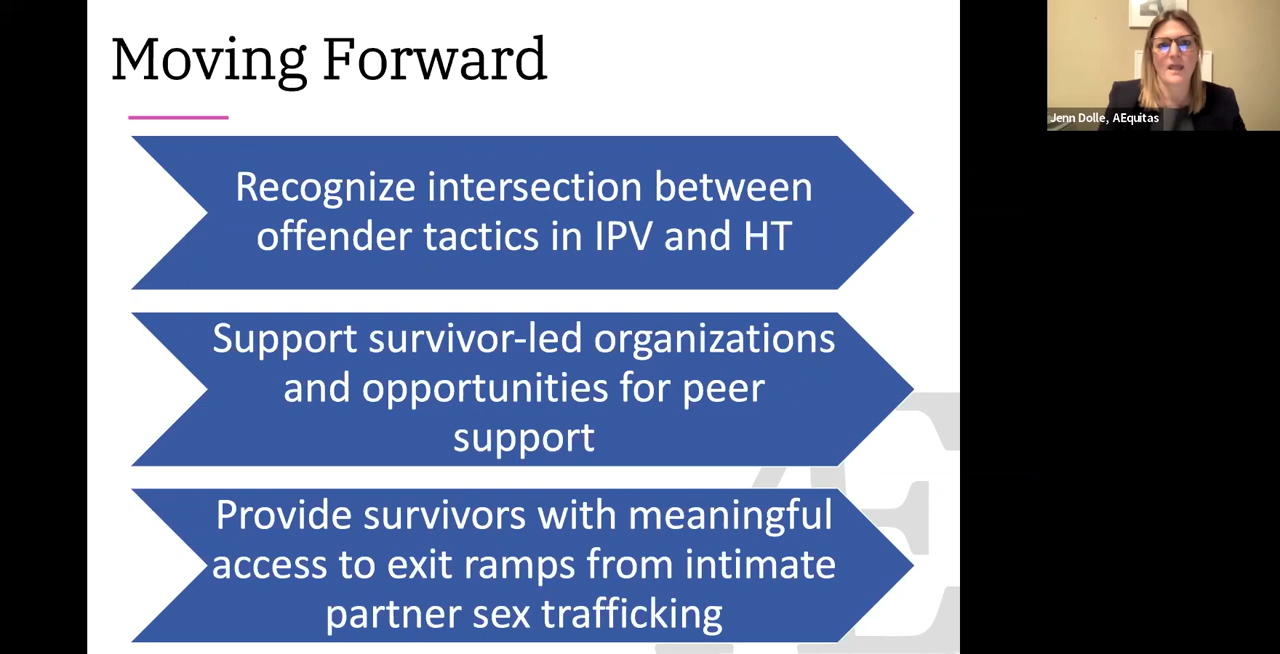 Moving Forward
Recognize intersection between
offender tactics in IPV and HT
Support survivor-led organizations
and opportunities for peer
support
Provide survivors with meaningful
access to exit ramps from intimate
partner sex trafficking
Jenn Dolle, AEquitas
Æ